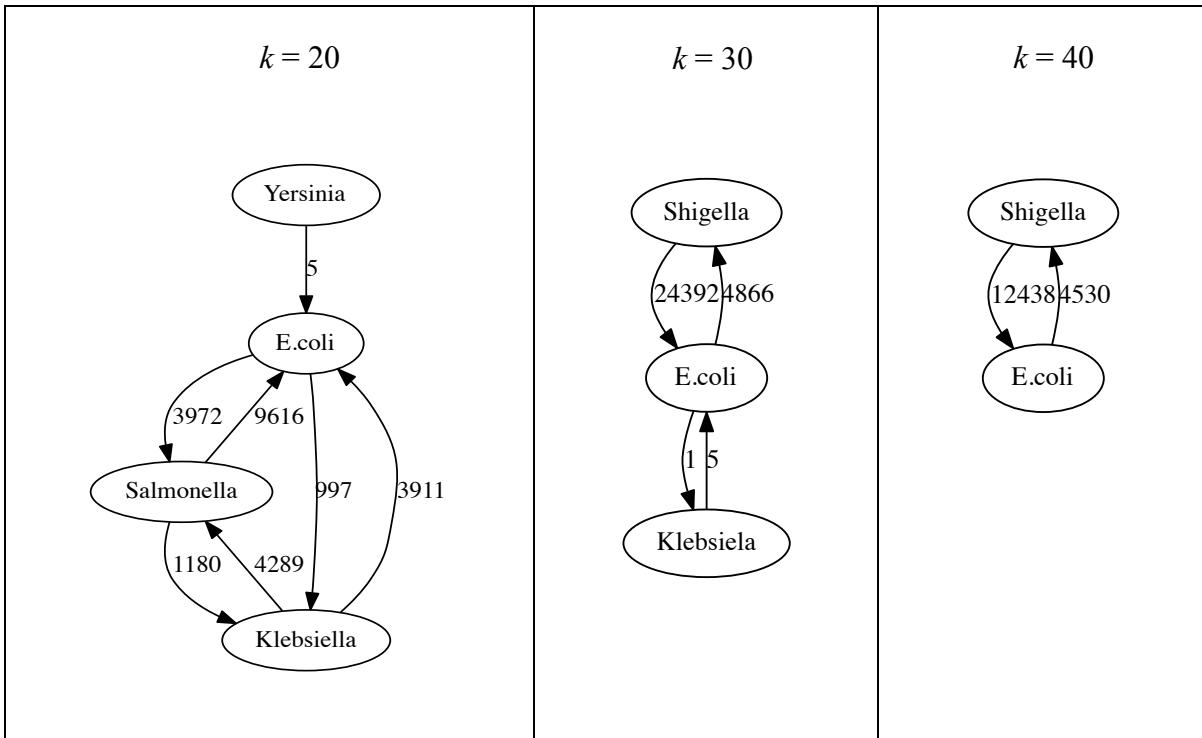 k = 20
Yersinia
5
E.coli
3972
9616
997
3911
Salmonella
1180
4289
Klebsiella
k = 30
Shigella
24392
4866
E.coli
1
5
Klebsiela
k = 40
Shigella
12438
4530
E.coli